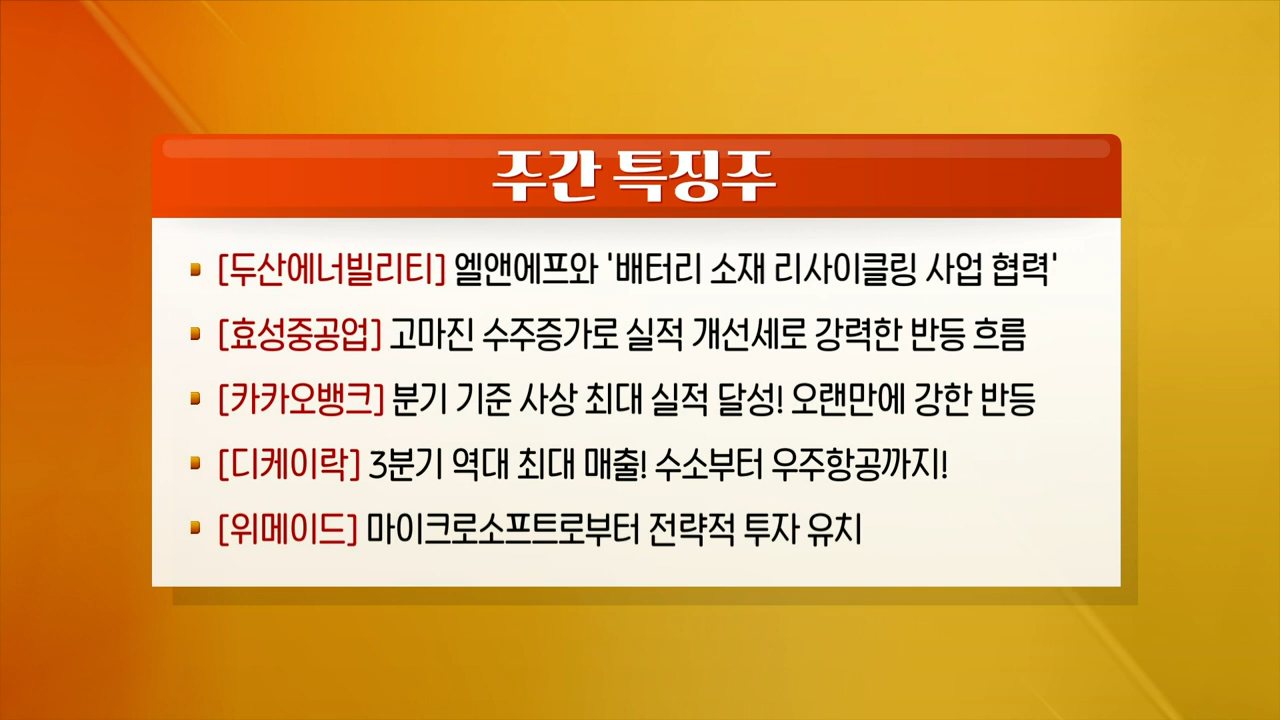 주간 특징주
[두산에너빌리티] 엘앤에프와 '배터리 소재 리사이클링 사업 협력'
[효성중공업] 고마진 수주증가로 실적 개선세로 강력한 반등 흐름
[카카오뱅크] 분기 기준 사상 최대 실적 달성! 오랜만에 강한 반등
[디케이락] 3분기 역대 최대 매출! 수소부터 우주항공까지!
[위메이드] 마이크로소프트로부터 전략적 투자 유치